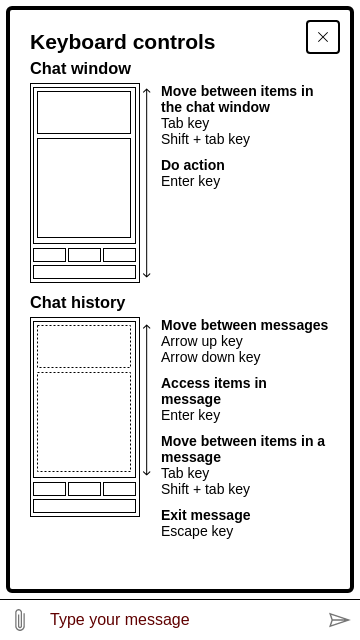 Keyboard controls
Chat window
Move between items in
the chat window
Tab key
Shift + tab key
Do action
Enter key
Chat history
Move between messages
Arrow up key
Arrow down key
Access items in
message
Enter key
Move between items in a
message
Tab key
Shift + tab key
Exit message
Escape key
Type your message